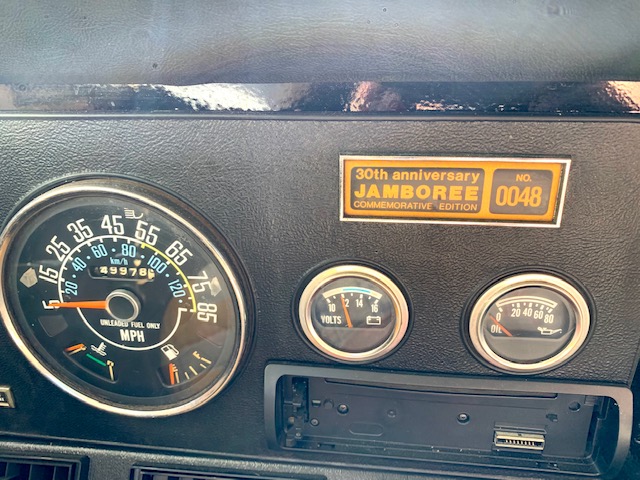 30th anniversary
JAMBOREE
COMMEMORATIVE EDITION
NO.
0048
5 15 25 35 45 55 65 75 85
20 40 60 80 100 120
km/h
49978
UNLEADED FUEL ONLY
MPH
10 12 14 16
VOLTS
0 20 40 60 80
OIL